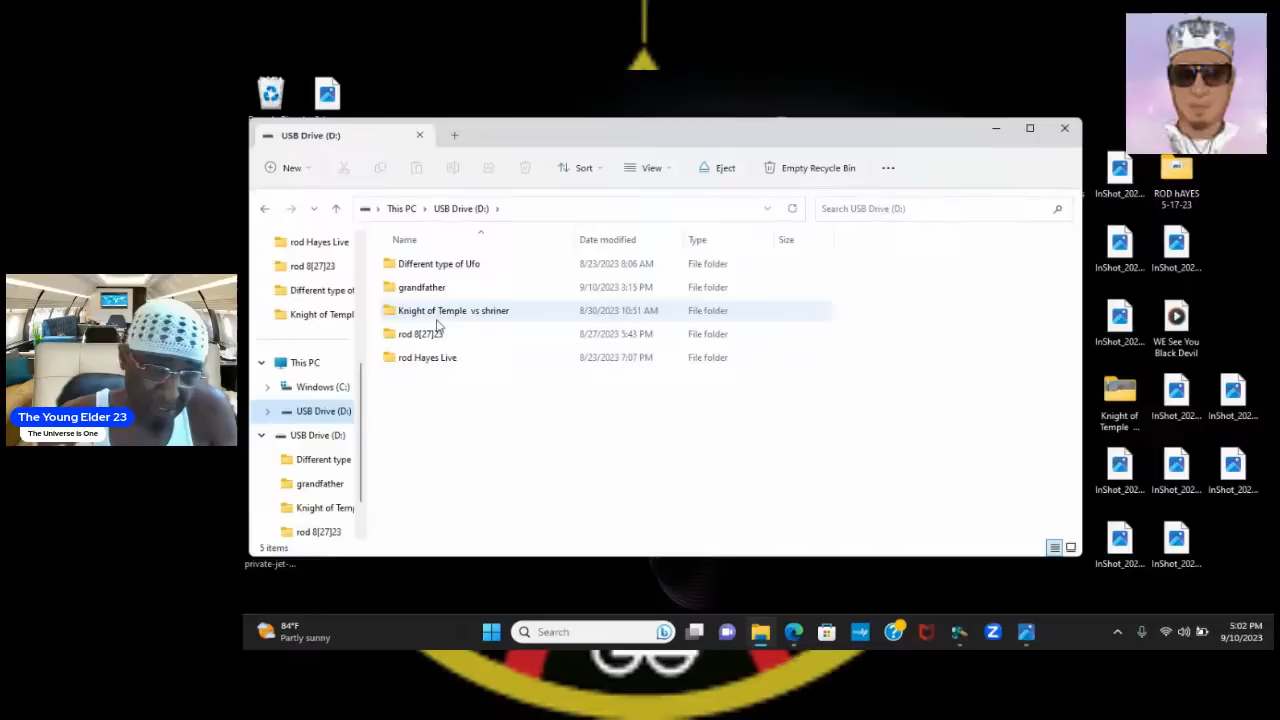 USB Drive (D:)
New
Sort
View
Eject
Empty Recycle Bin
This PC
USB Drive (D:)
Search USB Drive (D:)
Name
Date modified
Type
Size
Different type of Ufo 8/23/2023 8:06 AM File folder
grandfather 9/10/2023 3:15 PM File folder
Knight of Temple vs shriner 8/30/2023 10:51 AM File folder
rod 8[27]23 8/27/2023 5:43 PM File folder
rod Hayes Live 8/23/2023 7:07 PM File folder
rod Hayes Live
rod 8[27]23
Different type of
Knight of Templ
This PC
Windows (C:)
USB Drive (D:)
USB Drive (D:)
Different type
grandfather
Knight of Temp
rod 8[27]23
5 items
private-jet-...
The Young Elder 23
The Universe is One
InShot_202...
ROD hAYES
5-17-23
InShot_202...
InShot_202...
InShot_202...
WE See You
Black Devil
Knight of
Temple ...
InShot_202...
InShot_202...
InShot_202...
InShot_202...
InShot_202...
InShot_202...
InShot_202...
84°F
Partly sunny
Search
5:02 PM
9/10/2023
GS